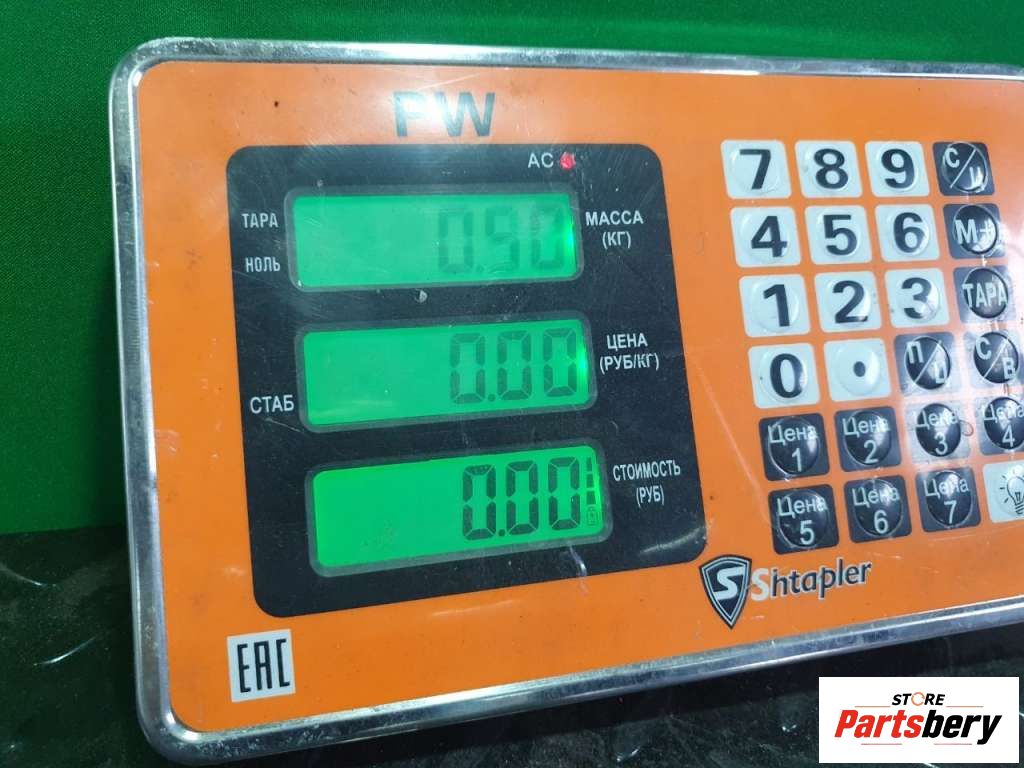 PW
AC
ТАРА
НОЛЬ
0.90
МАССА
(КГ)
СТАБ
0.00
ЦЕНА
(РУБ/КГ)
0.00
СТОИМОСТЬ
(РУБ)
7 8 9 С/И
4 5 6 М+
1 2 3 ТАРА
0 . П/Ц С/В
Цена 1 Цена 2 Цена 3 Цена 4
Цена 5 Цена 6 Цена 7
S Shtapler
EAC
STORE
Partsbery